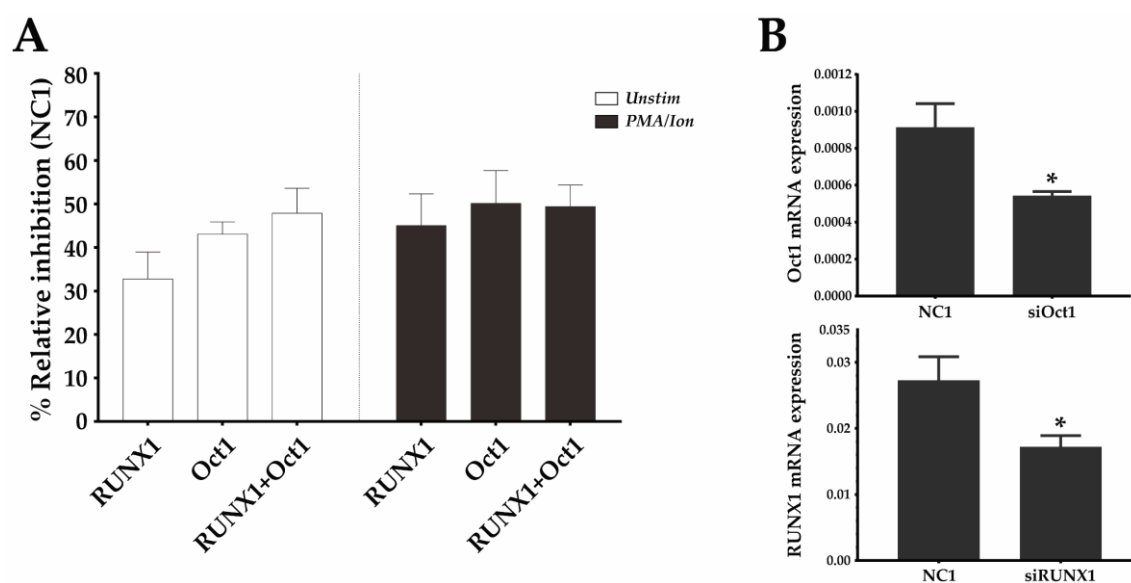 A
% Relative inhibition (NC1)
80
70
60
50
40
30
20
10
0
Unstim
PMA/Ion
RUNX1
Oct1
RUNX1+Oct1
RUNX1
Oct1
RUNX1+Oct1
B
Oct1 mRNA expression
0.0012
0.0010
0.0008
0.0006
0.0004
0.0002
0.0000
*
NC1 siOct1
RUNX1 mRNA expression
0.035
0.03
0.02
0.01
0.00
*
NC1 siRUNX1